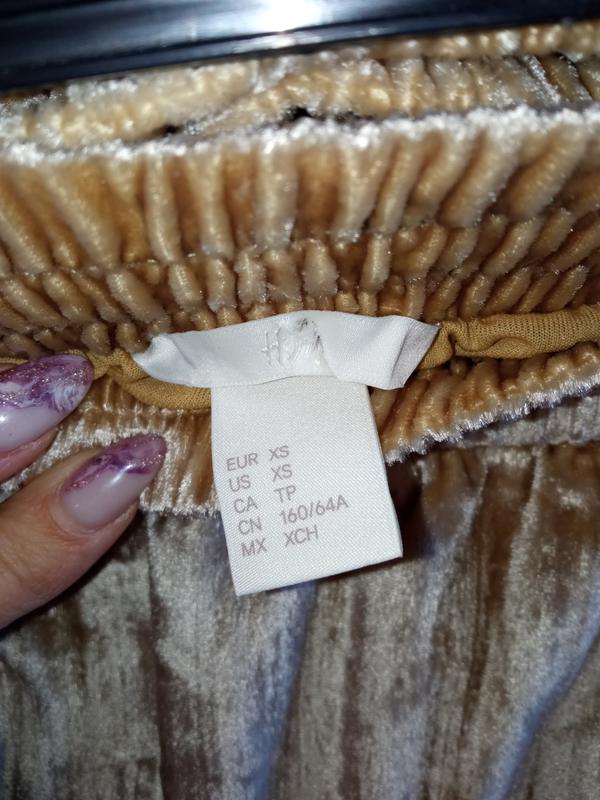 H&M
EUR XS
US XS
CA TP
CN 160/64A
MX XCH